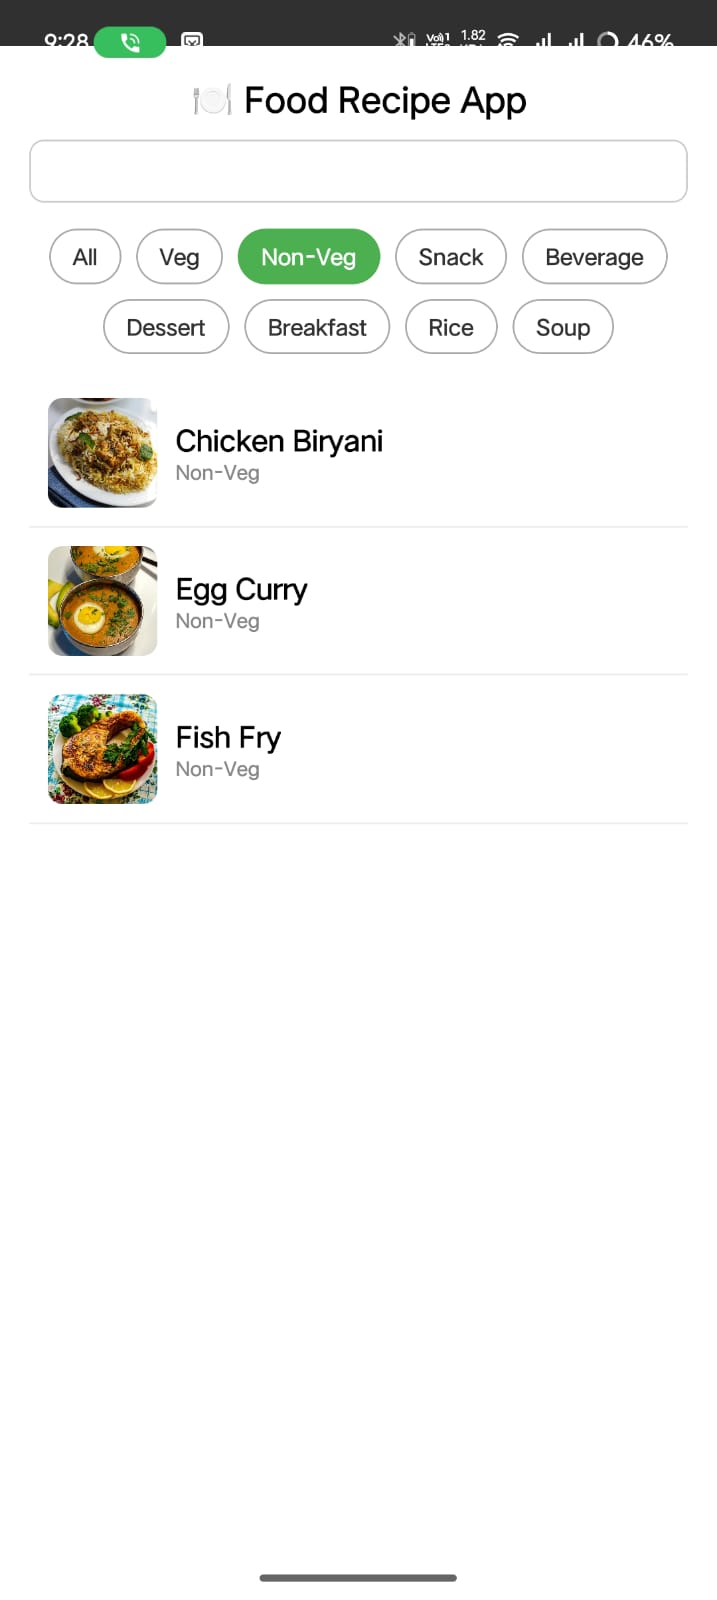 9:28
1.82
46%
🍽️ Food Recipe App
All Veg Non-Veg Snack Beverage
Dessert Breakfast Rice Soup
Chicken Biryani
Non-Veg
Egg Curry
Non-Veg
Fish Fry
Non-Veg